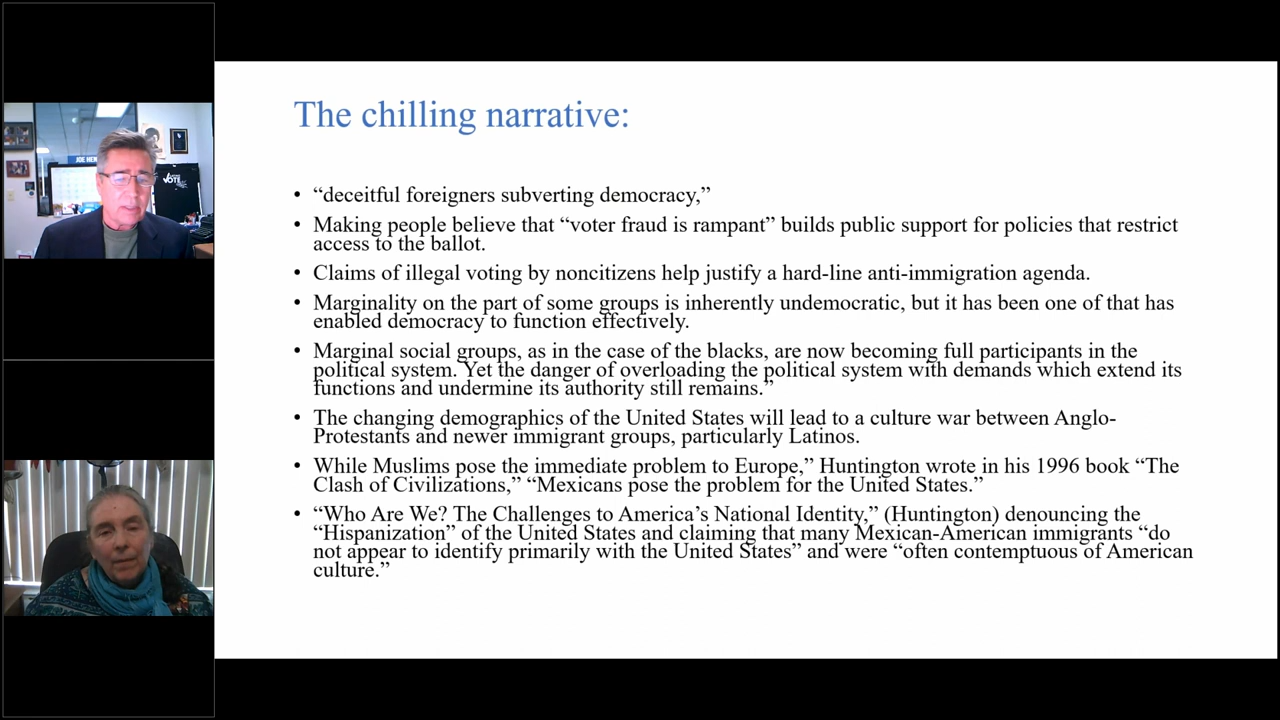 JOE HEN
VOTE
The chilling narrative:
• “deceitful foreigners subverting democracy,”
• Making people believe that “voter fraud is rampant” builds public support for policies that restrict
access to the ballot.
• Claims of illegal voting by noncitizens help justify a hard-line anti-immigration agenda.
• Marginality on the part of some groups is inherently undemocratic, but it has been one of that has
enabled democracy to function effectively.
• Marginal social groups, as in the case of the blacks, are now becoming full participants in the
political system. Yet the danger of overloading the political system with demands which extend its
functions and undermine its authority still remains.”
• The changing demographics of the United States will lead to a culture war between Anglo-
Protestants and newer immigrant groups, particularly Latinos.
• While Muslims pose the immediate problem to Europe,” Huntington wrote in his 1996 book “The
Clash of Civilizations,” “Mexicans pose the problem for the United States.”
• “Who Are We? The Challenges to America’s National Identity,” (Huntington) denouncing the
“Hispanization” of the United States and claiming that many Mexican-American immigrants “do
not appear to identify primarily with the United States” and were “often contemptuous of American
culture.”